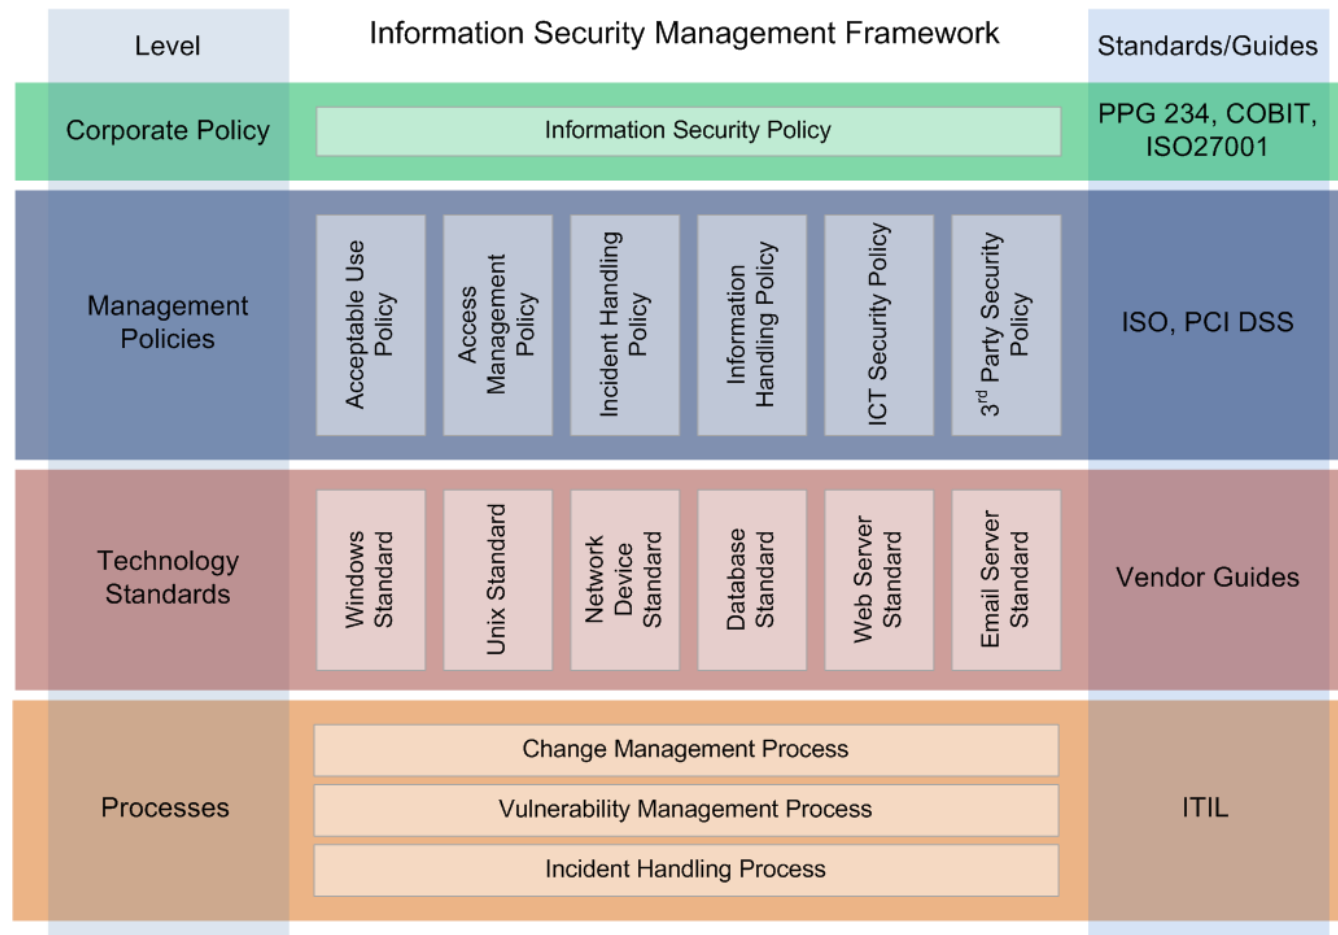 Level
Information Security Management Framework
Standards/Guides
Corporate Policy
Information Security Policy
PPG 234, COBIT,
ISO27001
Management
Policies
Acceptable Use
Policy
Access
Management
Policy
Incident Handling
Policy
Information
Handling Policy
ICT Security Policy
3rd Party Security
Policy
ISO, PCI DSS
Technology
Standards
Windows
Standard
Unix Standard
Network
Device
Standard
Database
Standard
Web Server
Standard
Email Server
Standard
Vendor Guides
Processes
Change Management Process
Vulnerability Management Process
Incident Handling Process
ITIL